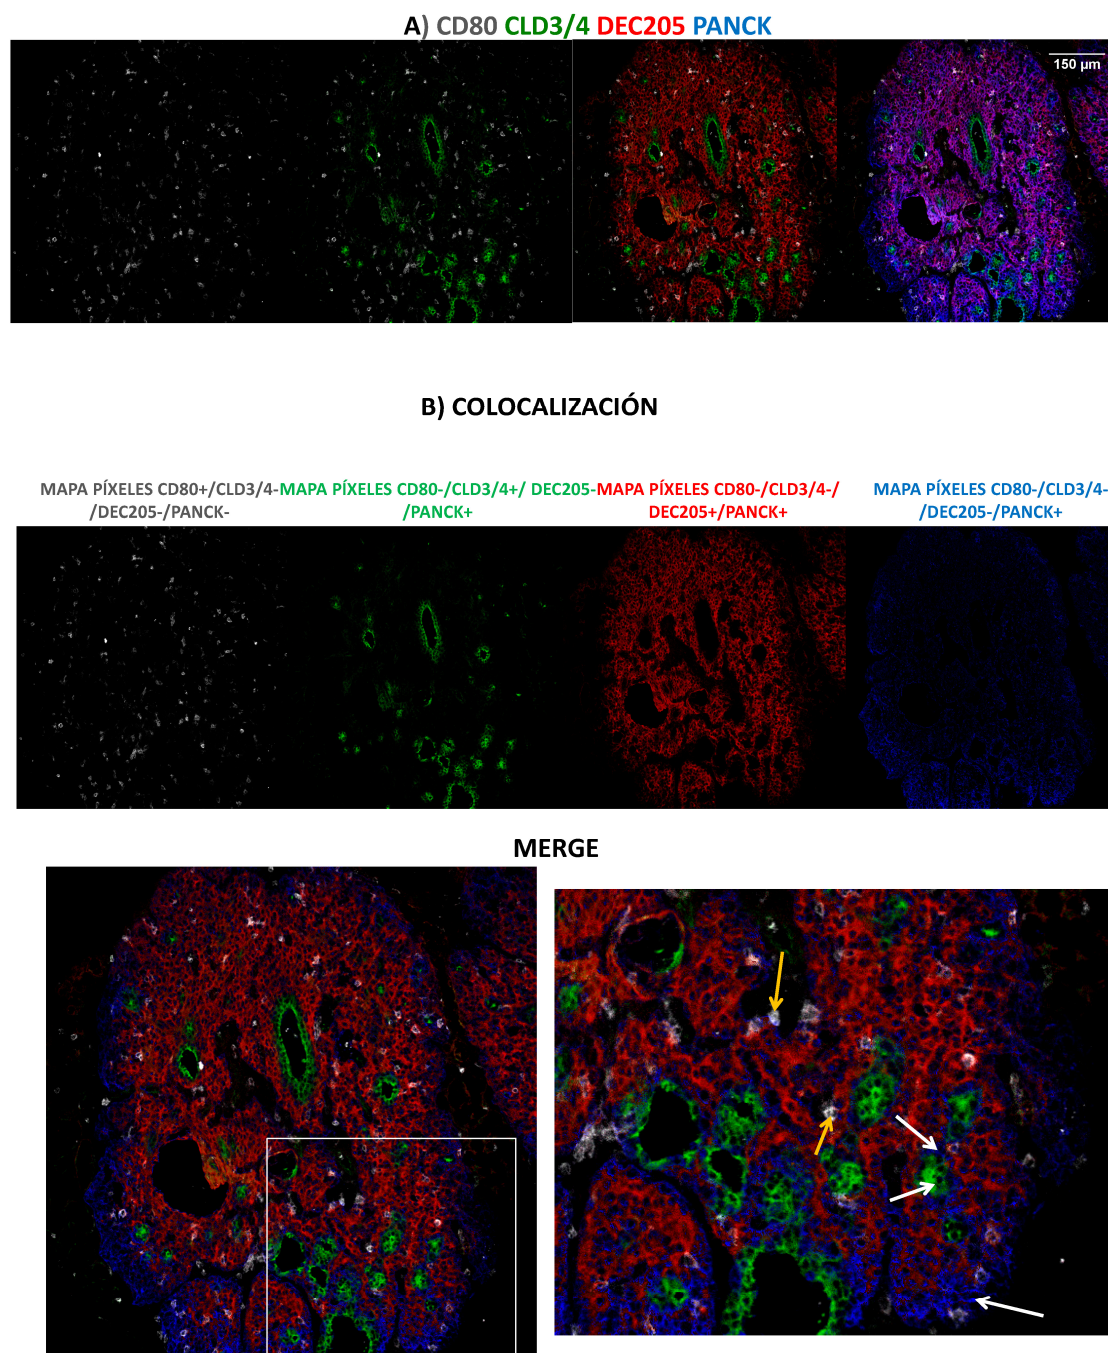 A) CD80 CLD3/4 DEC205 PANCK
150 µm
B) COLOCALIZACIÓN
MAPA PÍXELES CD80+/CLD3/4-
/DEC205-/PANCK-
MAPA PÍXELES CD80-/CLD3/4+/ DEC205-
/PANCK+
MAPA PÍXELES CD80-/CLD3/4-/
DEC205+/PANCK+
MAPA PÍXELES CD80-/CLD3/4-
/DEC205-/PANCK+
MERGE